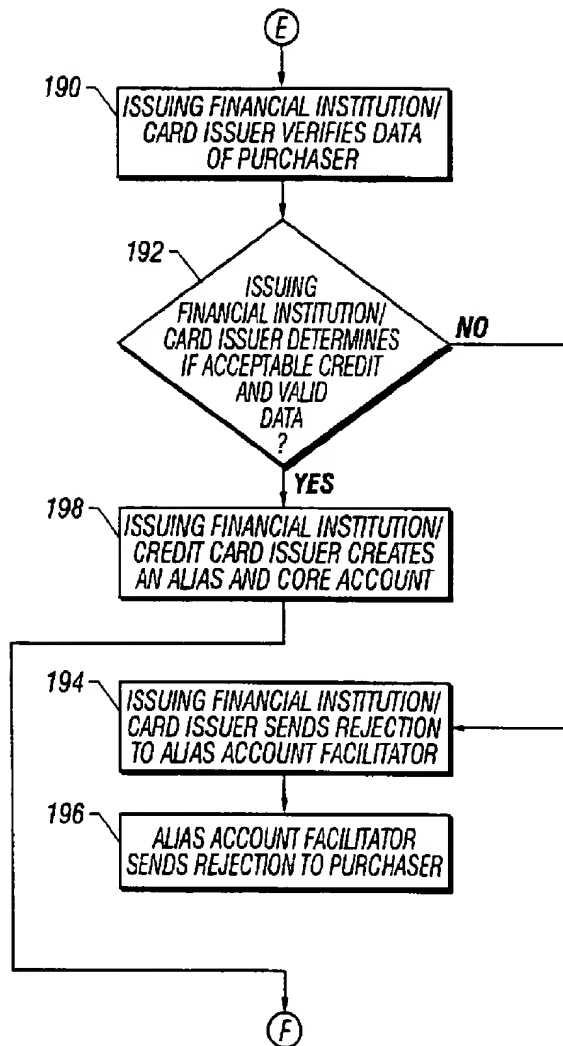 E
190
ISSUING FINANCIAL INSTITUTION/
CARD ISSUER VERIFIES DATA
OF PURCHASER
192
ISSUING
FINANCIAL INSTITUTION/
CARD ISSUER DETERMINES
IF ACCEPTABLE CREDIT
AND VALID
DATA
?
NO
YES
198
ISSUING FINANCIAL INSTITUTION/
CREDIT CARD ISSUER CREATES
AN ALIAS AND CORE ACCOUNT
194
ISSUING FINANCIAL INSTITUTION/
CARD ISSUER SENDS REJECTION
TO ALIAS ACCOUNT FACILITATOR
196
ALIAS ACCOUNT FACILITATOR
SENDS REJECTION TO PURCHASER
F